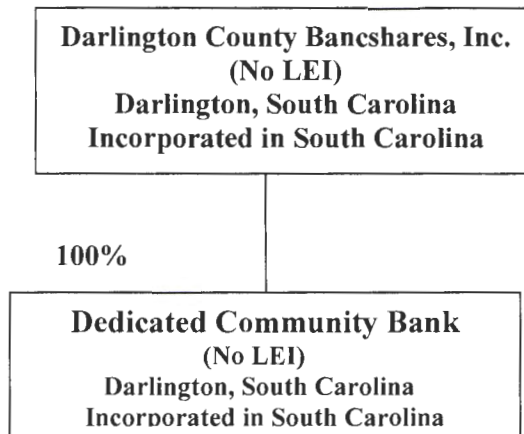 Darlington County Bancshares, Inc.
(No LEI)
Darlington, South Carolina
Incorporated in South Carolina
100%
Dedicated Community Bank
(No LEI)
Darlington, South Carolina
Incorporated in South Carolina